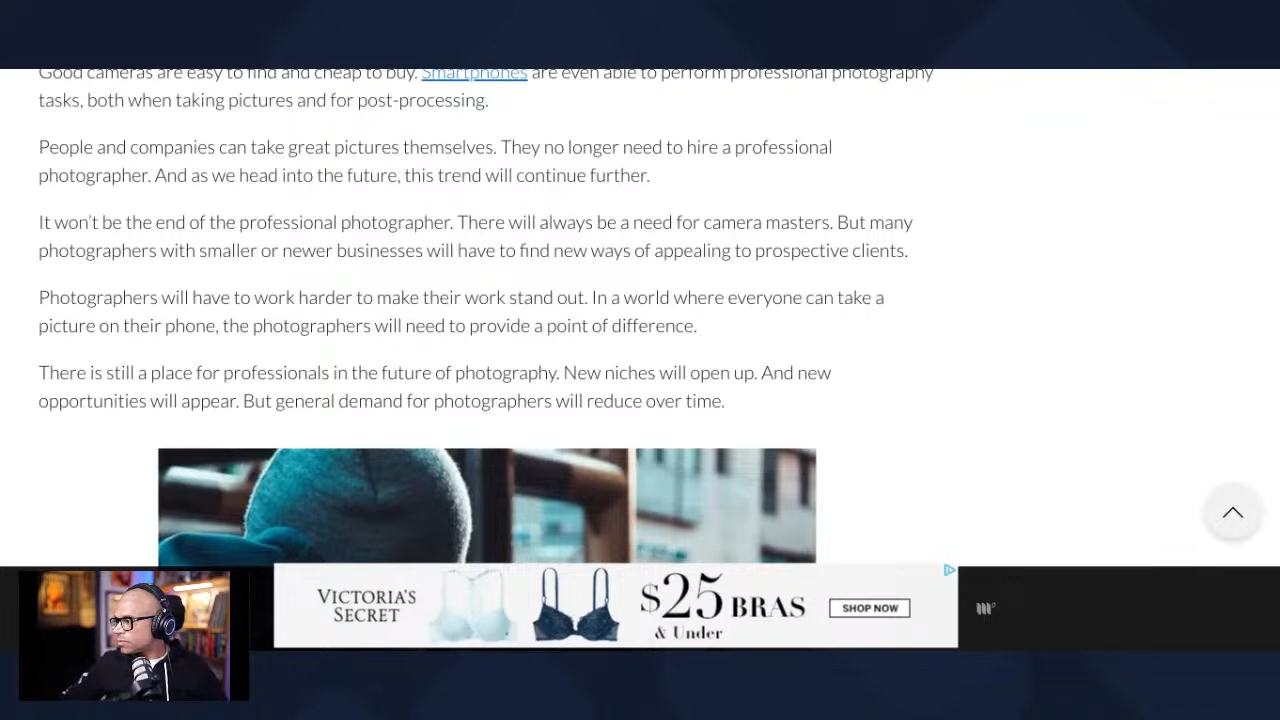 Good cameras are easy to find and cheap to buy. Smartphones are even able to perform professional photography
tasks, both when taking pictures and for post-processing.
People and companies can take great pictures themselves. They no longer need to hire a professional
photographer. And as we head into the future, this trend will continue further.
It won't be the end of the professional photographer. There will always be a need for camera masters. But many
photographers with smaller or newer businesses will have to find new ways of appealing to prospective clients.
Photographers will have to work harder to make their work stand out. In a world where everyone can take a
picture on their phone, the photographers will need to provide a point of difference.
There is still a place for professionals in the future of photography. New niches will open up. And new
opportunities will appear. But general demand for photographers will reduce over time.
VICTORIA'S
SECRET
$25 BRAS
& Under
SHOP NOW